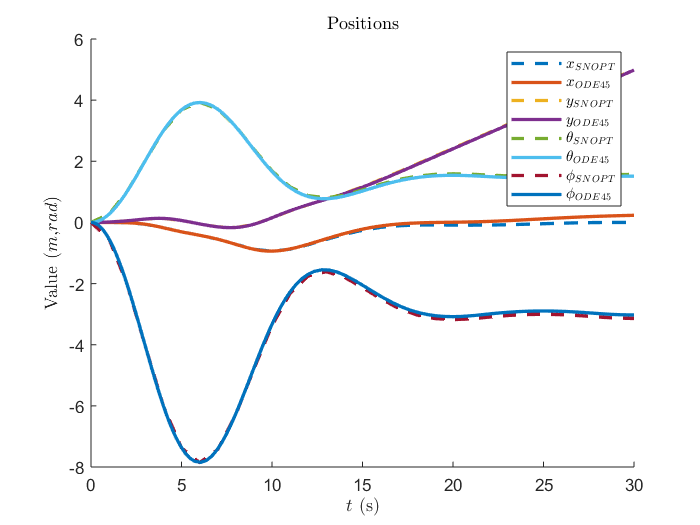 Positions
6
4
2
0
-2
-4
-6
-8
Value (m,rad)
0 5 10 15 20 25 30
t (s)
x_SNOPT
x_ODE45
y_SNOPT
y_ODE45
θ_SNOPT
θ_ODE45
ϕ_SNOPT
ϕ_ODE45